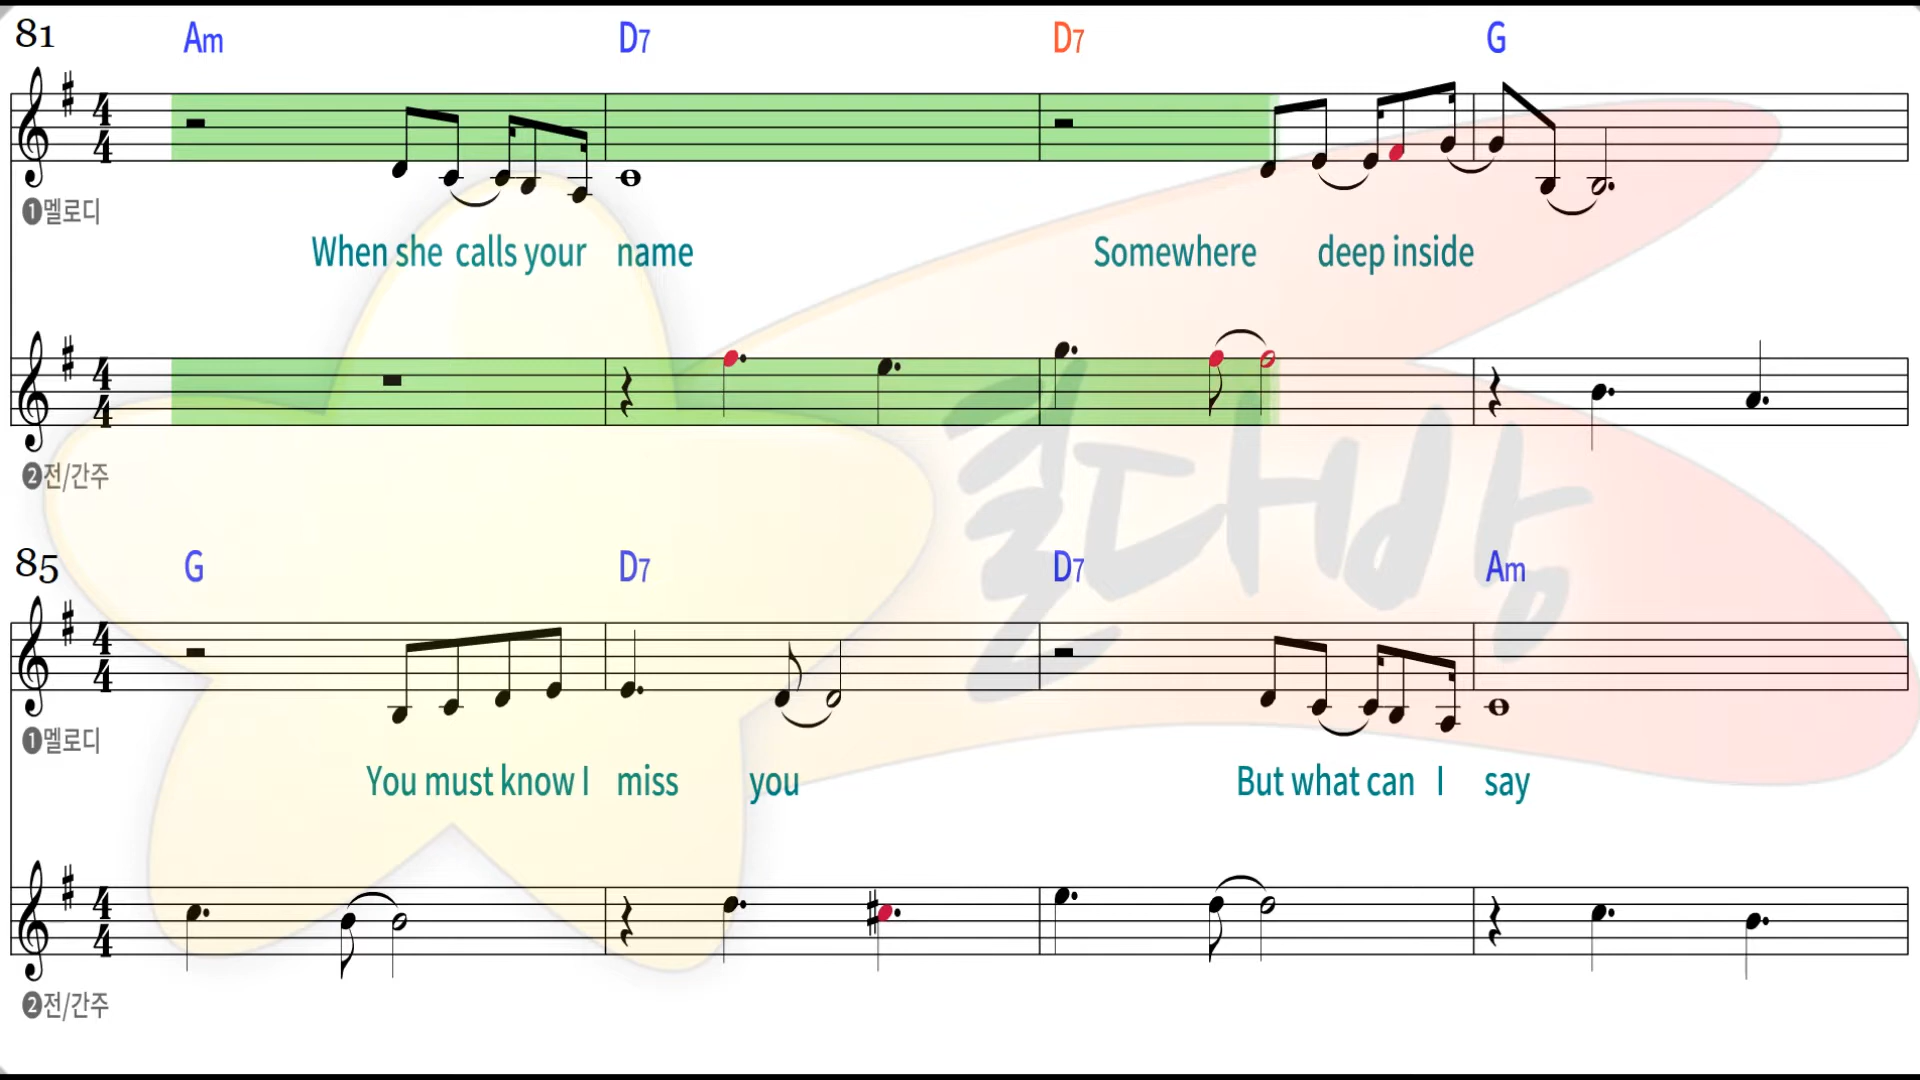 81 Am D7 D7 G
❶멜로디
When she calls your name Somewhere deep inside
❷전/간주
85 G D7 D7 Am
❶멜로디
You must know I miss you But what can I say
❷전/간주